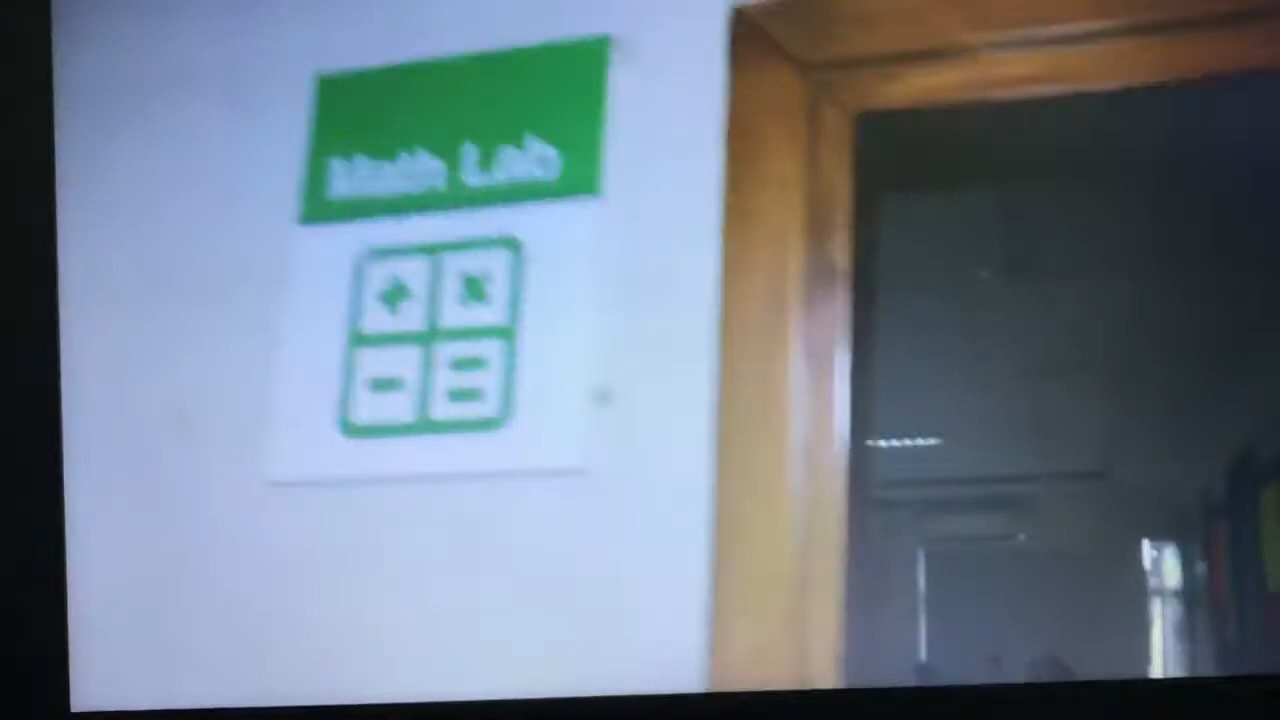 Math Lab
+ ×
- =